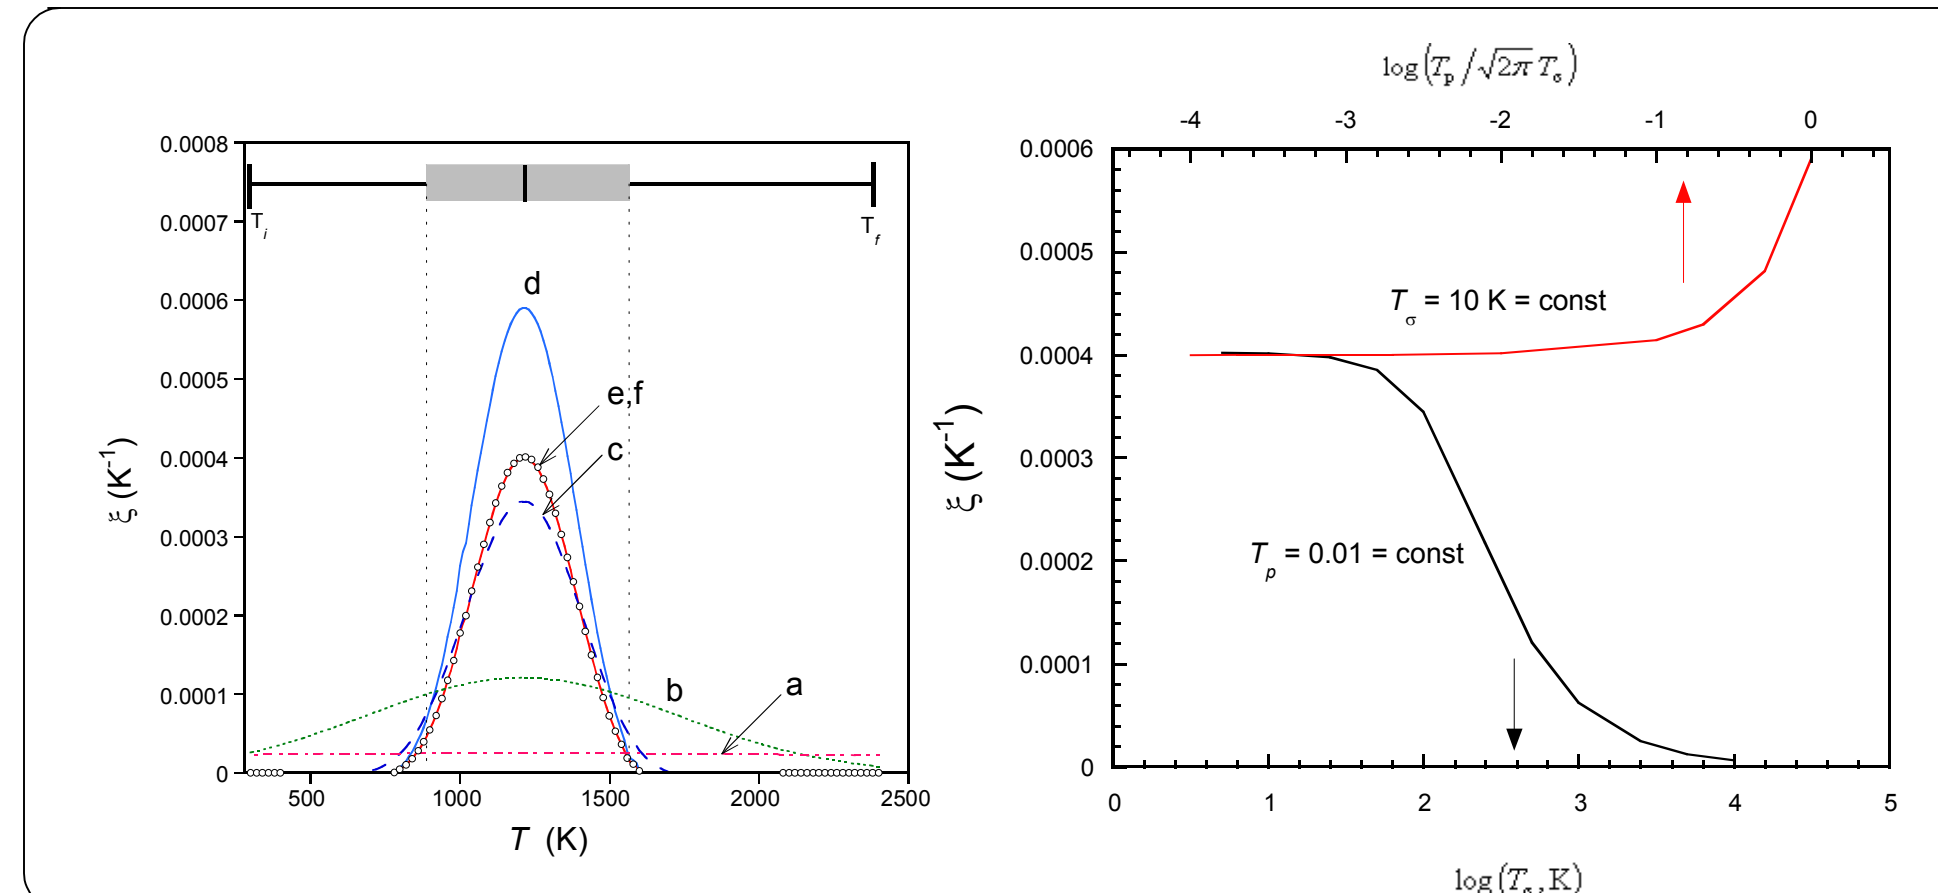 0.0008
0.0007
0.0006
0.0005
0.0004
0.0003
0.0002
0.0001
0
ξ (K⁻¹)
Tᵢ
T_f
d
e,f
c
b
a
500
1000
1500
2000
2500
T (K)
log(Tₚ/√2π T_σ)
-4
-3
-2
-1
0
0.0006
0.0005
0.0004
0.0003
0.0002
0.0001
0
ξ (K⁻¹)
T_σ = 10 K = const
Tₚ = 0.01 = const
0
1
2
3
4
5
log(T_σ, K)